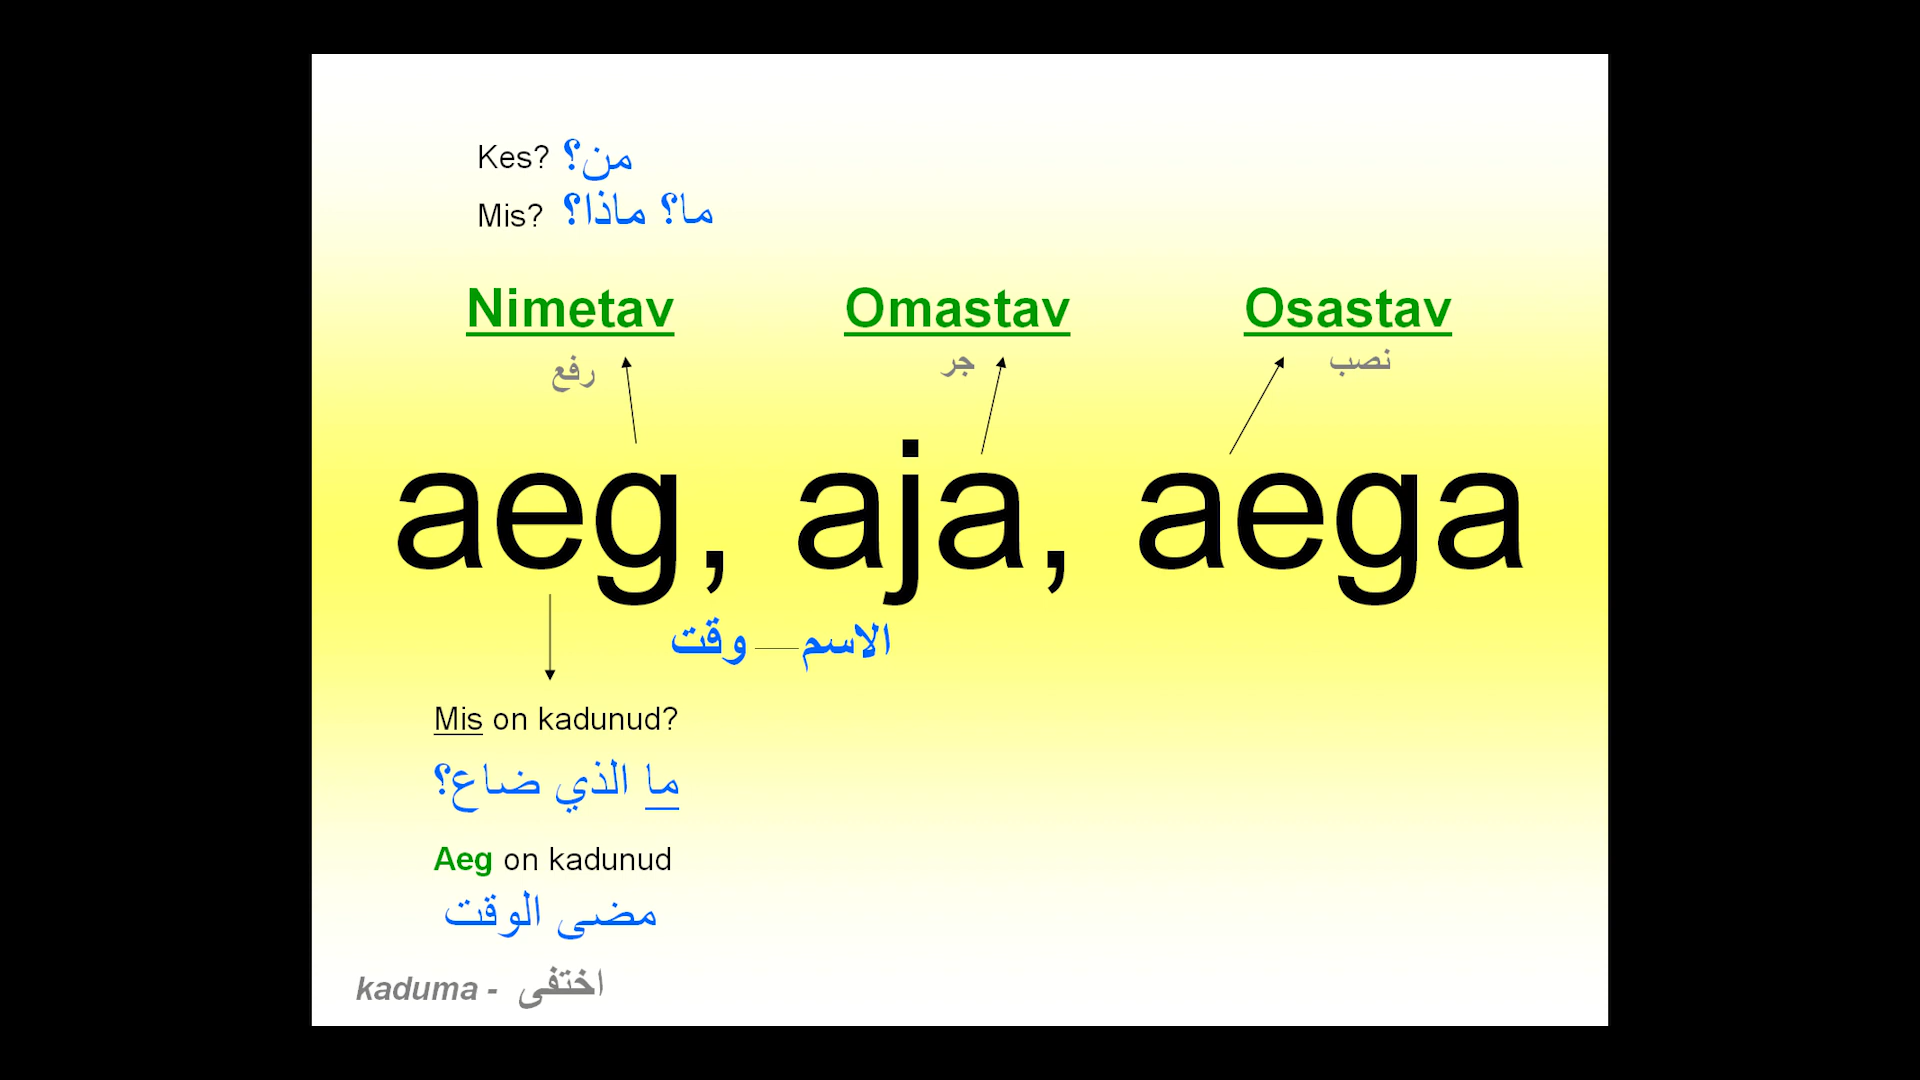 Kes? من؟
Mis? ما؟ ماذا؟
Nimetav Omastav Osastav
رفع جر نصب
aeg, aja, aega
الاسم وقت
Mis on kadunud?
ما الذي ضاع؟
Aeg on kadunud
مضى الوقت
kaduma - اختفى